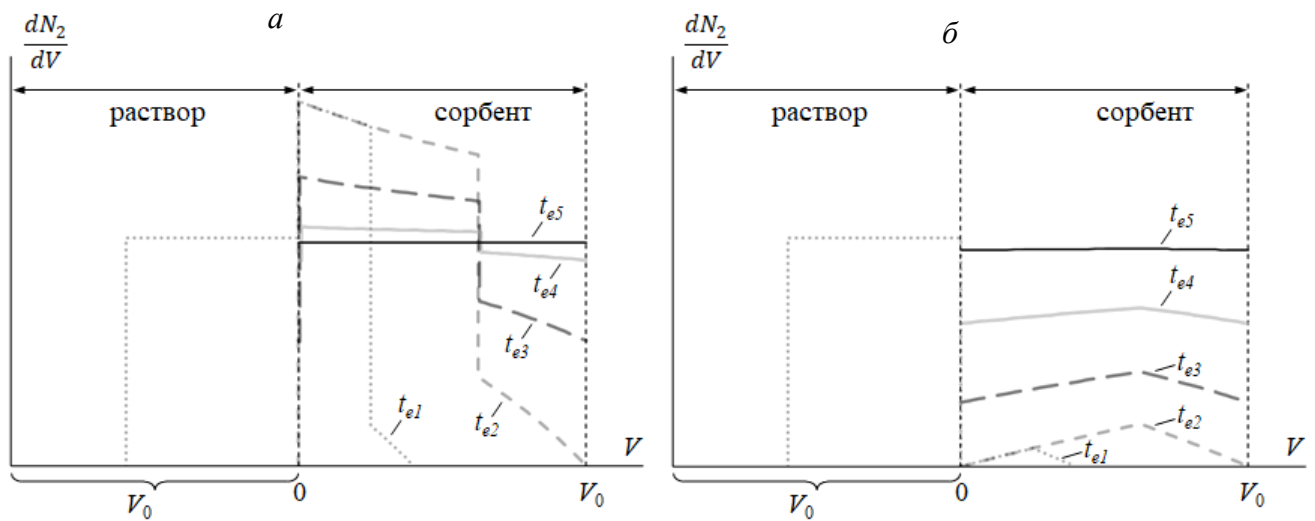 а
dN₂
dV
раствор
сорбент
tₑ₅
tₑ₄
tₑ₃
tₑ₁
tₑ₂
V
0
V₀
V₀
б
dN₂
dV
раствор
сорбент
tₑ₅
tₑ₄
tₑ₃
tₑ₂
tₑ₁
V
0
V₀
V₀